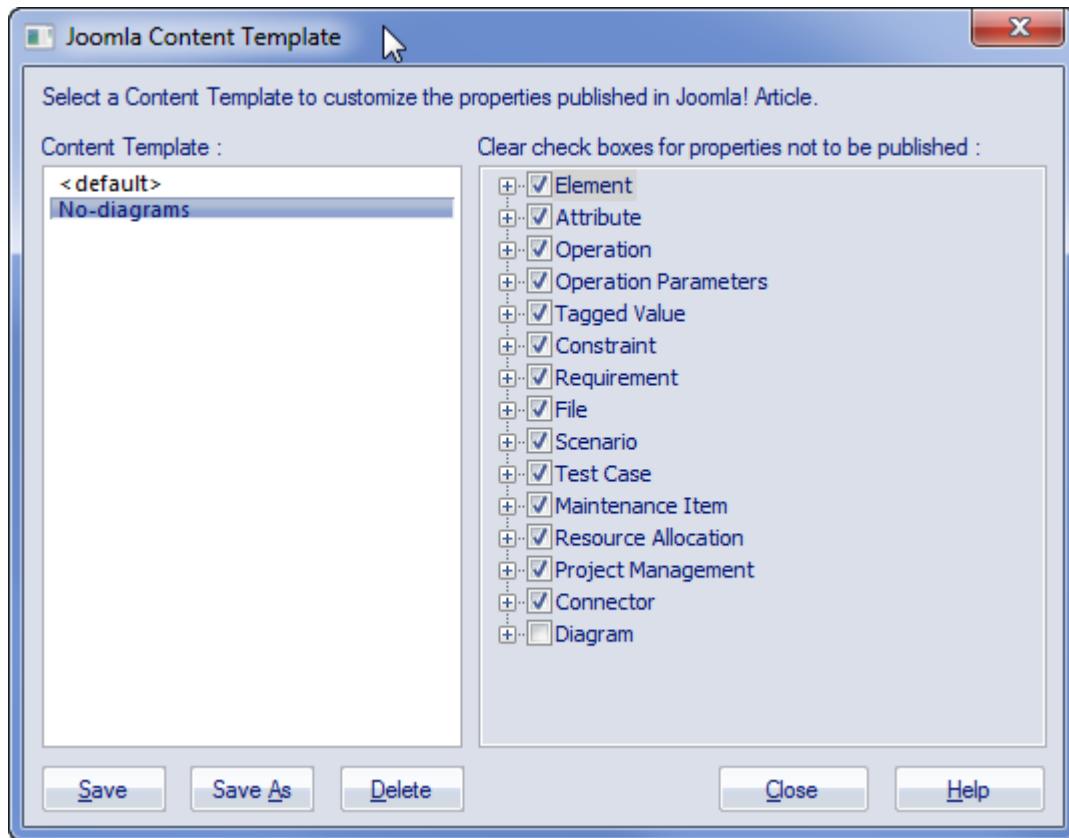 Joomla Content Template
Select a Content Template to customize the properties published in Joomla! Article.
Content Template :
Clear check boxes for properties not to be published :
<default>
No-diagrams
Element
Attribute
Operation
Operation Parameters
Tagged Value
Constraint
Requirement
File
Scenario
Test Case
Maintenance Item
Resource Allocation
Project Management
Connector
Diagram
Save
Save As
Delete
Close
Help